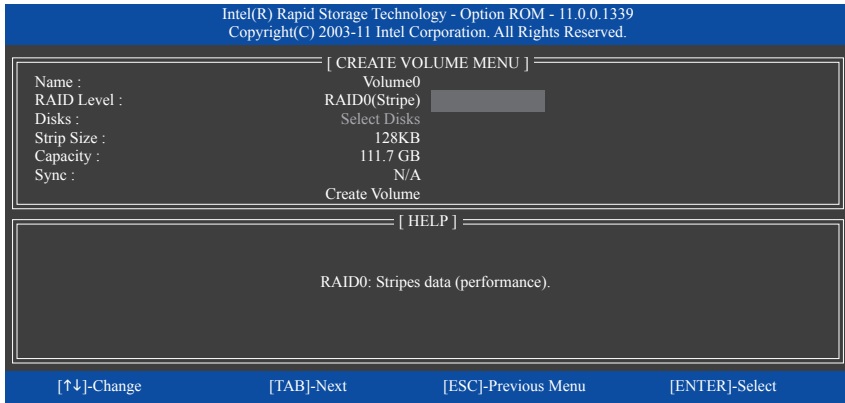 Intel(R) Rapid Storage Technology - Option ROM - 11.0.0.1339
Copyright(C) 2003-11 Intel Corporation. All Rights Reserved.
[ CREATE VOLUME MENU ]
Name : Volume0
RAID Level : RAID0(Stripe)
Disks : Select Disks
Strip Size : 128KB
Capacity : 111.7 GB
Sync : N/A
Create Volume
[ HELP ]
RAID0: Stripes data (performance).
[↑↓]-Change [TAB]-Next [ESC]-Previous Menu [ENTER]-Select